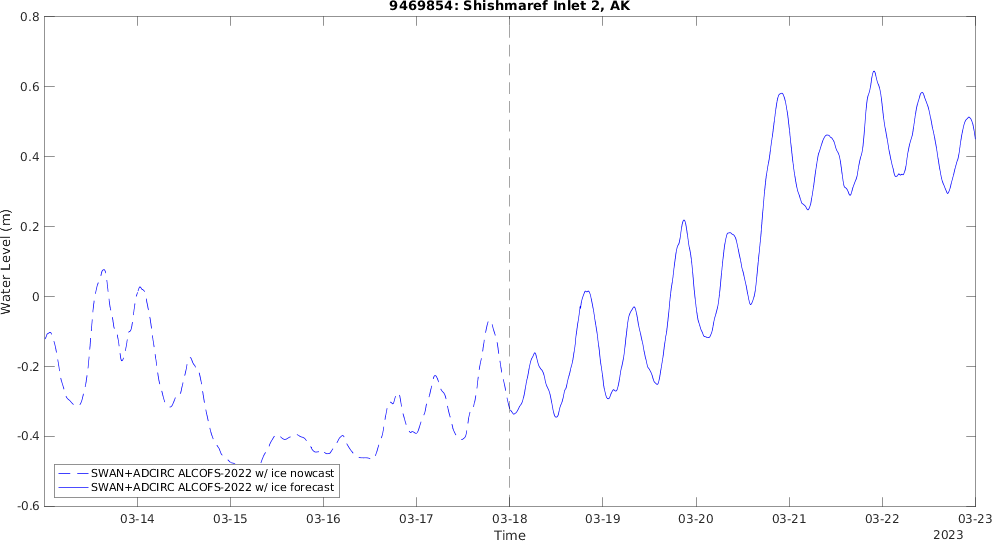 9469854: Shishmaref Inlet 2, AK
0.8
0.6
0.4
0.2
0
-0.2
-0.4
-0.6
Water Level (m)
SWAN+ADCIRC ALCOFS-2022 w/ ice nowcast
SWAN+ADCIRC ALCOFS-2022 w/ ice forecast
03-14 03-15 03-16 03-17 03-18 03-19 03-20 03-21 03-22 03-23
Time
2023